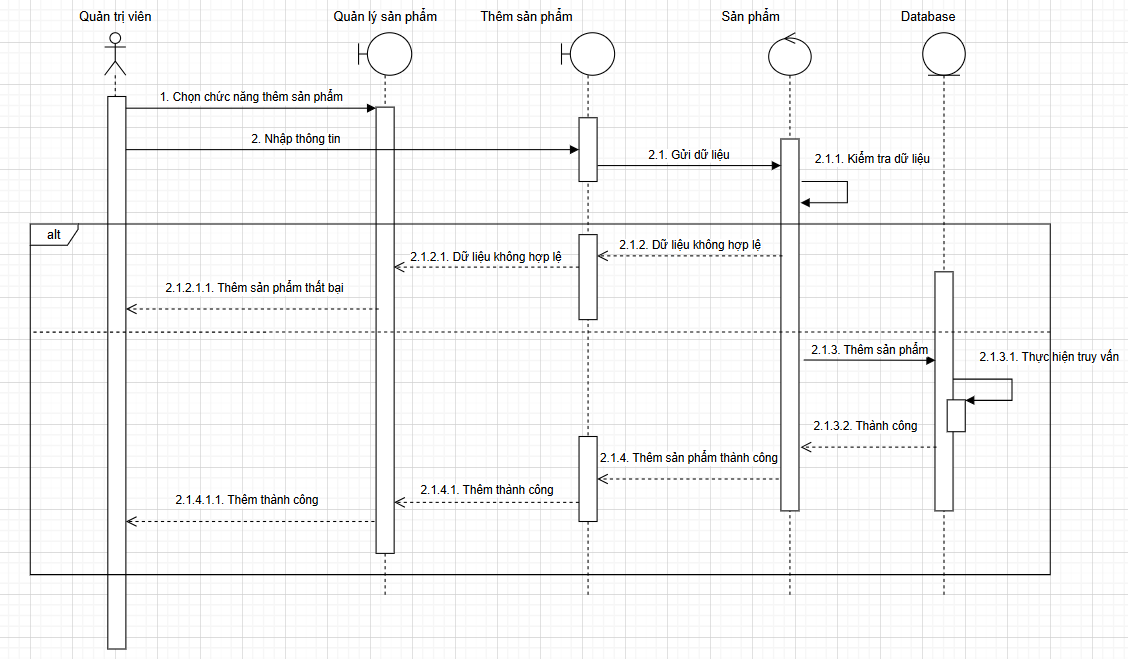 Quản trị viên
Quản lý sản phẩm
Thêm sản phẩm
Sản phẩm
Database
1. Chọn chức năng thêm sản phẩm
2. Nhập thông tin
2.1. Gửi dữ liệu
2.1.1. Kiểm tra dữ liệu
alt
2.1.2. Dữ liệu không hợp lệ
2.1.2.1. Dữ liệu không hợp lệ
2.1.2.1.1. Thêm sản phẩm thất bại
2.1.3. Thêm sản phẩm
2.1.3.1. Thực hiện truy vấn
2.1.3.2. Thành công
2.1.4. Thêm sản phẩm thành công
2.1.4.1. Thêm thành công
2.1.4.1.1. Thêm thành công